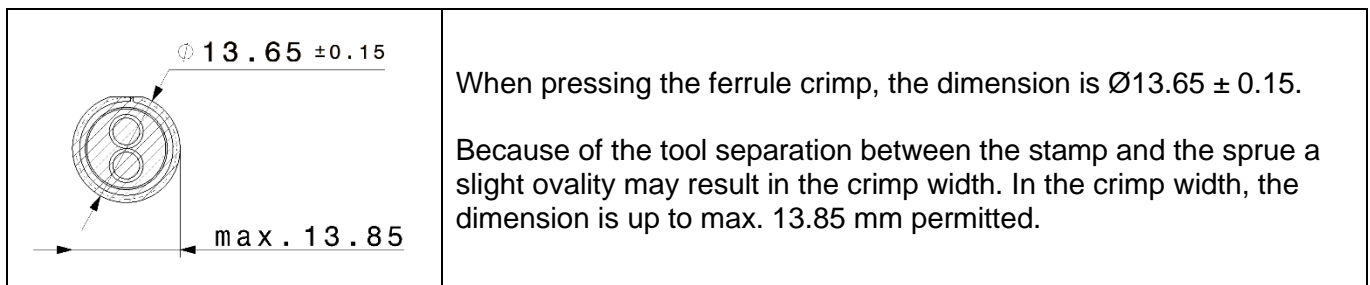 ∅ 13.65 ±0.15
max.13.85
When pressing the ferrule crimp, the dimension is Ø13.65 ± 0.15.
Because of the tool separation between the stamp and the sprue a
slight ovality may result in the crimp width. In the crimp width, the
dimension is up to max. 13.85 mm permitted.